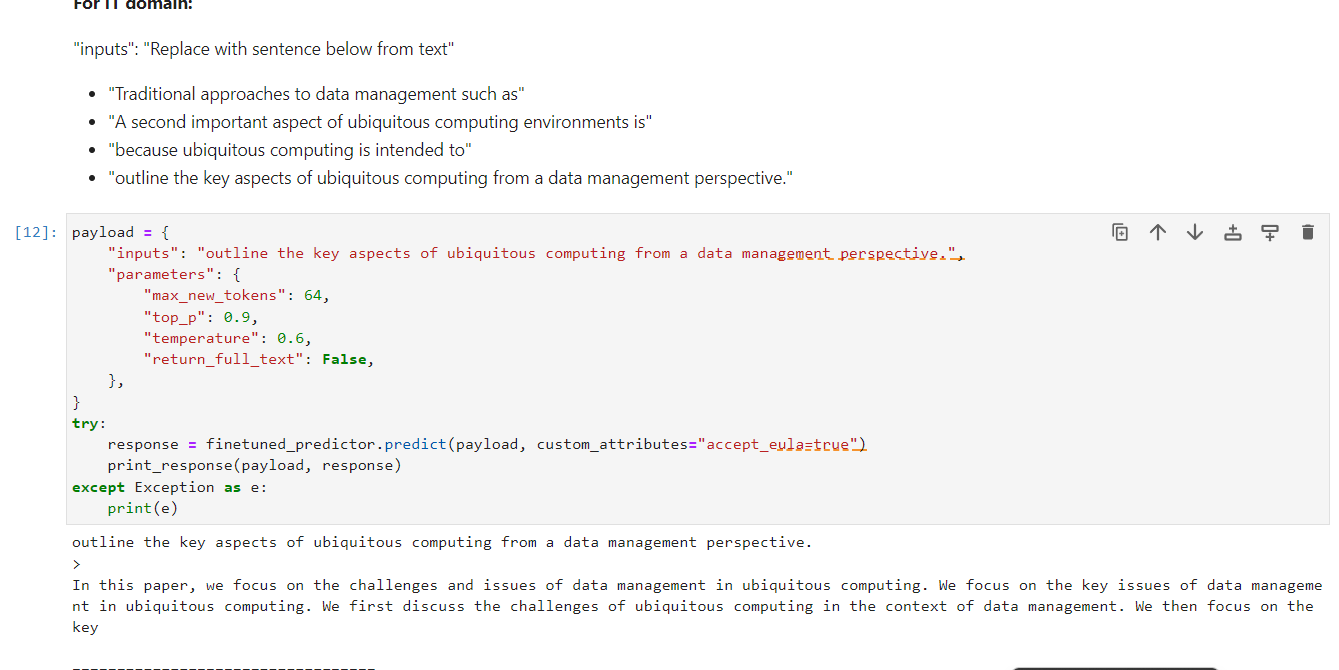 For IT domain:
"inputs": "Replace with sentence below from text"
• "Traditional approaches to data management such as"
• "A second important aspect of ubiquitous computing environments is"
• "because ubiquitous computing is intended to"
• "outline the key aspects of ubiquitous computing from a data management perspective."
[12]: payload = {
    "inputs": "outline the key aspects of ubiquitous computing from a data management perspective.",
    "parameters": {
        "max_new_tokens": 64,
        "top_p": 0.9,
        "temperature": 0.6,
        "return_full_text": False,
    },
}
try:
    response = finetuned_predictor.predict(payload, custom_attributes="accept_eula=true")
    print_response(payload, response)
except Exception as e:
    print(e)
outline the key aspects of ubiquitous computing from a data management perspective.
>
In this paper, we focus on the challenges and issues of data management in ubiquitous computing. We focus on the key issues of data manageme
nt in ubiquitous computing. We first discuss the challenges of ubiquitous computing in the context of data management. We then focus on the
key
----------------------------------